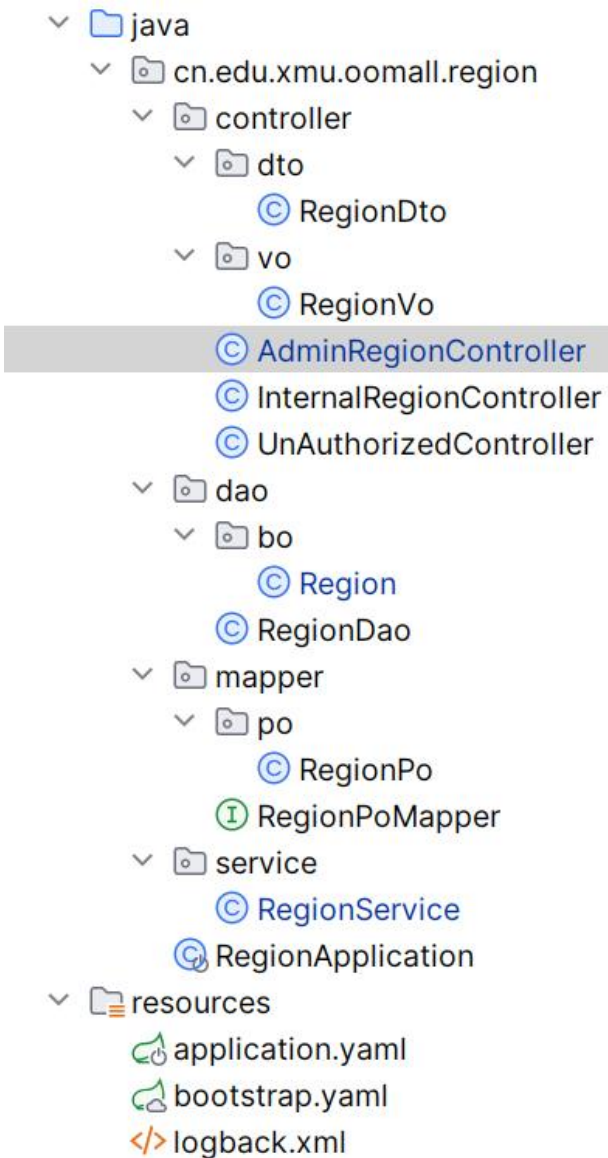 java
cn.edu.xmu.oomall.region
controller
dto
RegionDto
vo
RegionVo
AdminRegionController
InternalRegionController
UnAuthorizedController
dao
bo
Region
RegionDao
mapper
po
RegionPo
RegionPoMapper
service
RegionService
RegionApplication
resources
application.yaml
bootstrap.yaml
logback.xml